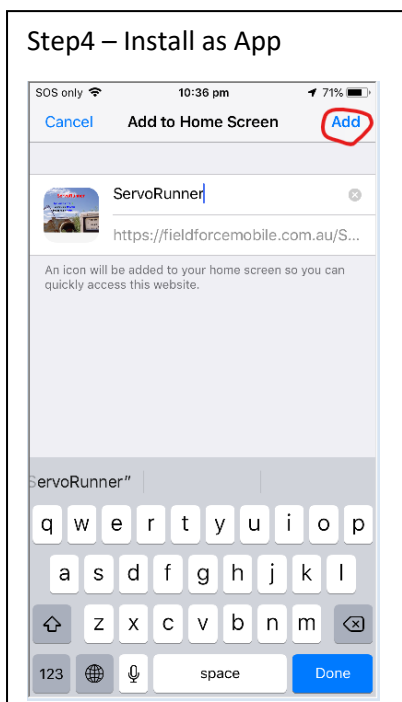 Step4 – Install as App
SOS only 10:36 pm 71%
Cancel Add to Home Screen Add
ServoRunner
ServoRunner
https://fieldforcemobile.com.au/S...
An icon will be added to your home screen so you can
quickly access this website.
ServoRunner”
q w e r t y u i o p
a s d f g h j k l
z x c v b n m
123 space Done